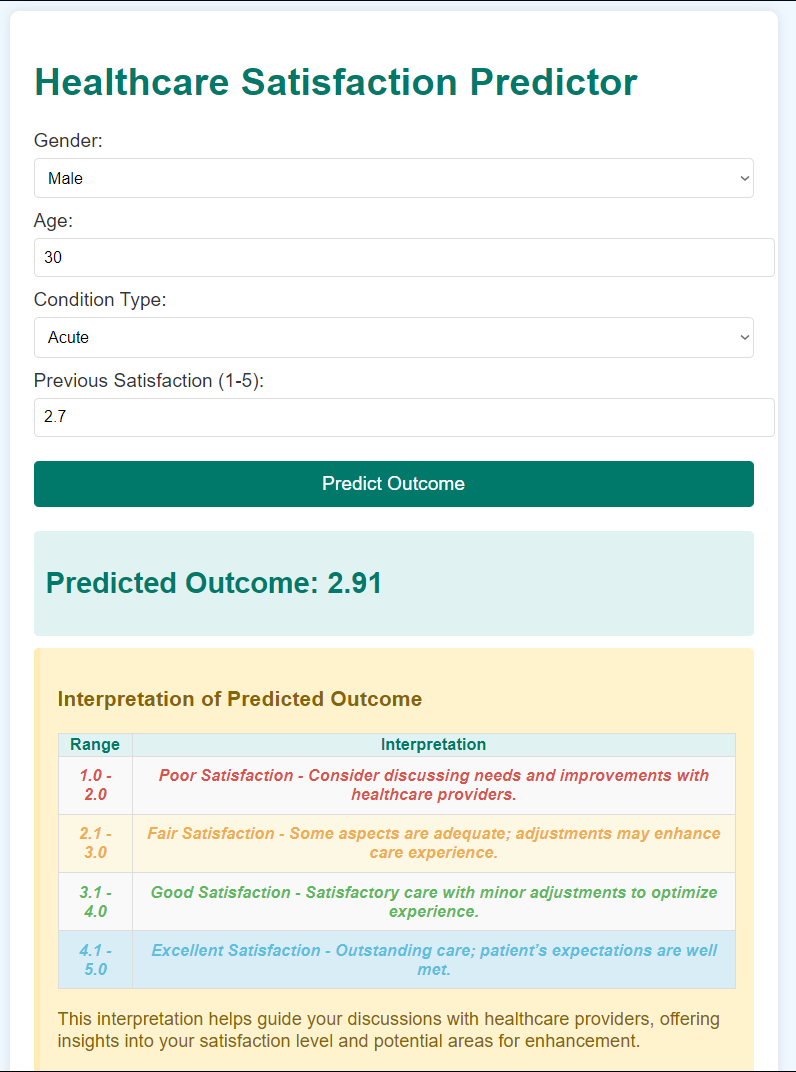 Healthcare Satisfaction Predictor
Gender:
Male
Age:
30
Condition Type:
Acute
Previous Satisfaction (1-5):
2.7
Predict Outcome
Predicted Outcome: 2.91
Interpretation of Predicted Outcome
Range Interpretation
1.0 -
2.0
Poor Satisfaction - Consider discussing needs and improvements with
healthcare providers.
2.1 -
3.0
Fair Satisfaction - Some aspects are adequate; adjustments may enhance
care experience.
3.1 -
4.0
Good Satisfaction - Satisfactory care with minor adjustments to optimize
experience.
4.1 -
5.0
Excellent Satisfaction - Outstanding care; patient's expectations are well
met.
This interpretation helps guide your discussions with healthcare providers, offering
insights into your satisfaction level and potential areas for enhancement.